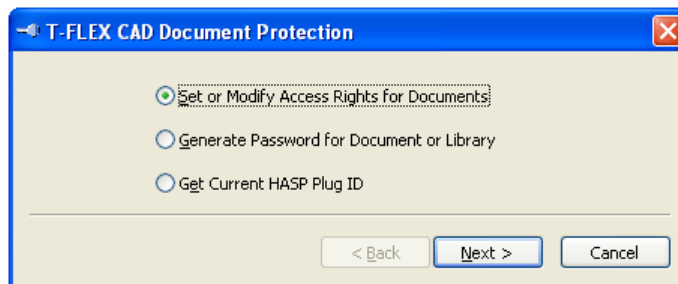 T-FLEX CAD Document Protection
Set or Modify Access Rights for Documents
Generate Password for Document or Library
Get Current HASP Plug ID
< Back Next > Cancel